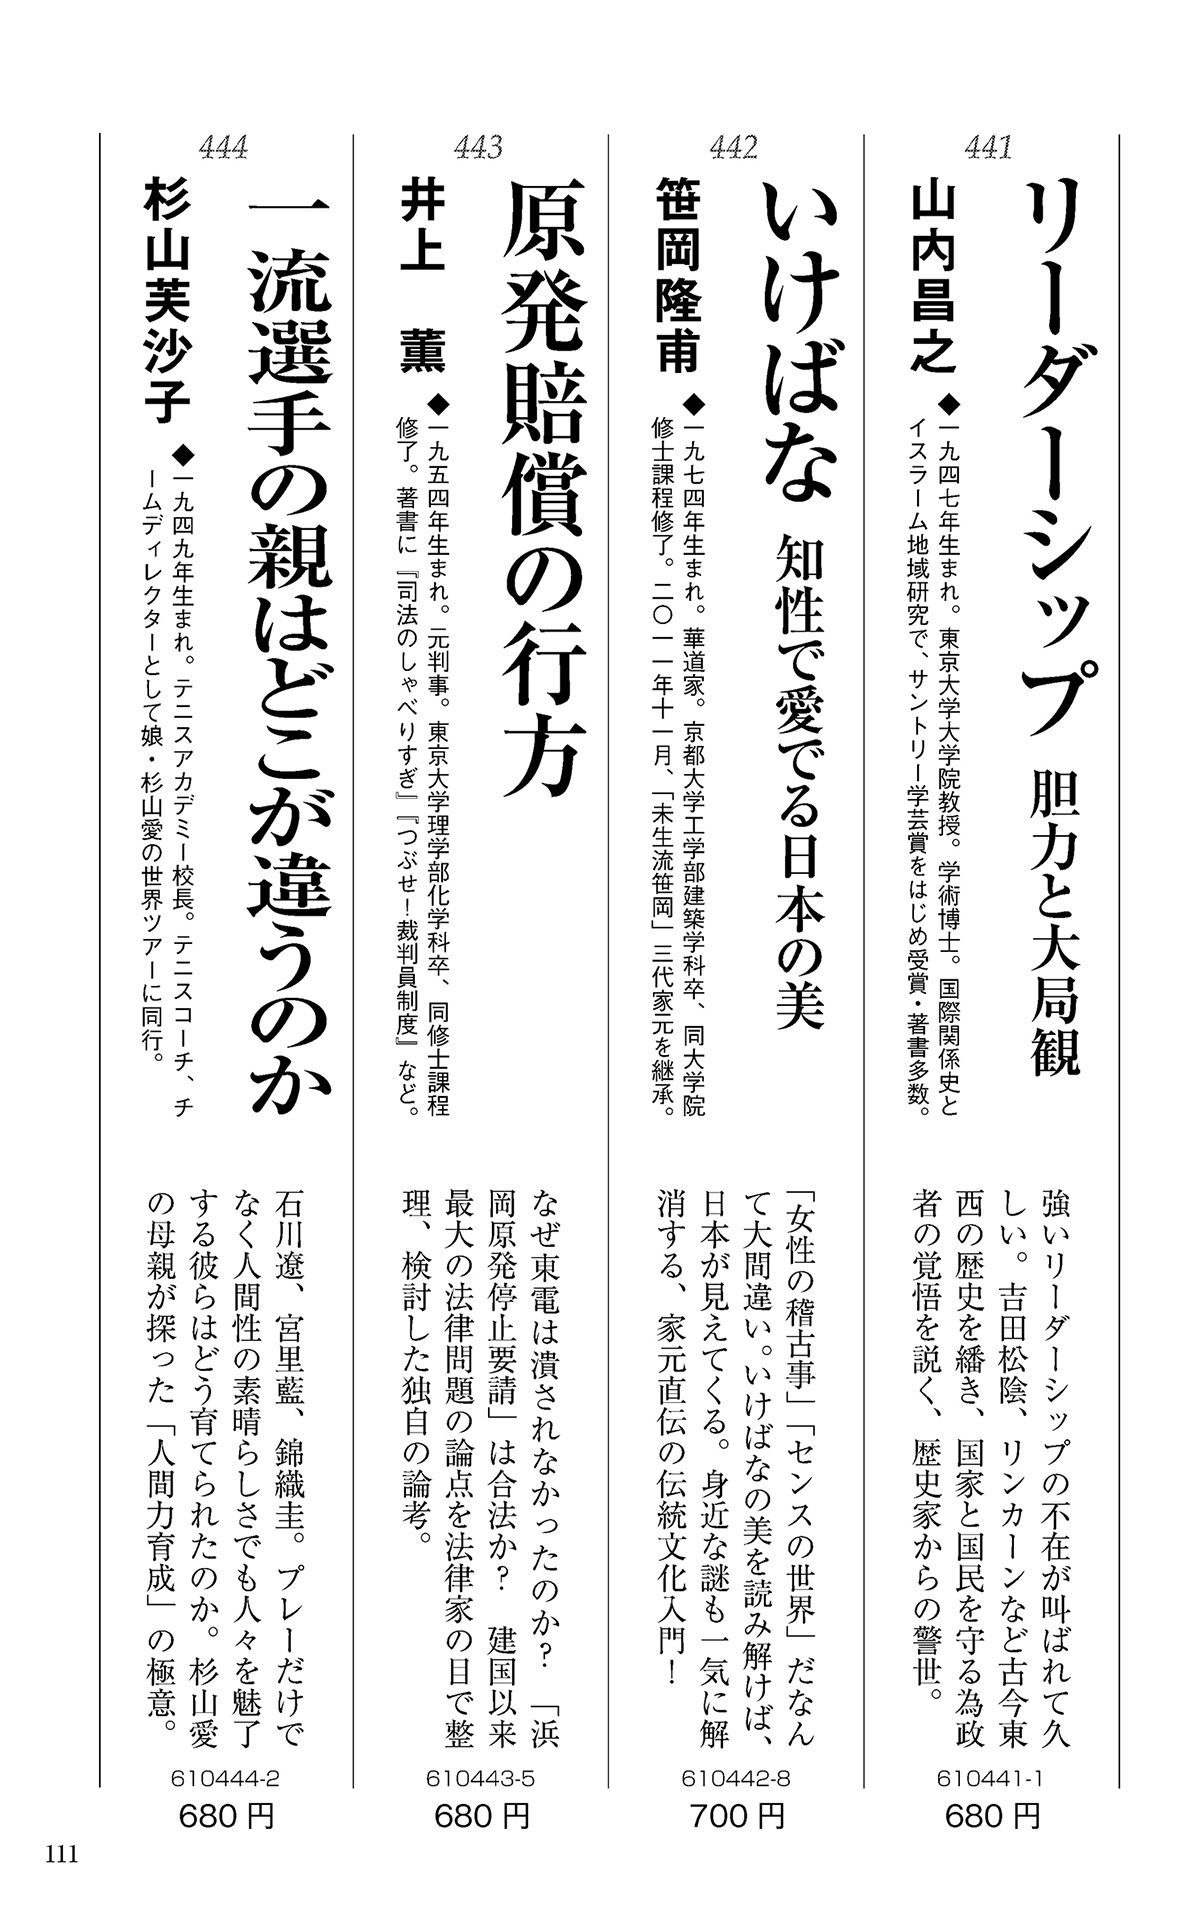 441
リーダーシップ 胆力と大局観
山内昌之
◆一九四七年生まれ。東京大学大学院教授。学術博士。国際関係史と
イスラーム地域研究で、サントリー学芸賞をはじめ受賞・著書多数。
強いリーダーシップの不在が叫ばれて久
しい。吉田松陰、リンカーンなど古今東
西の歴史を繙き、国家と国民を守る為政
者の覚悟を説く、歴史家からの警世。
610441-1
680円
442
いけばな 知性で愛でる日本の美
笹岡隆甫
◆一九七四年生まれ。華道家。京都大学工学部建築学科卒、同大学院
修士課程修了。二〇一一年十一月、「未生流笹岡」三代家元を継承。
「女性の稽古事」「センスの世界」だなん
て大間違い。いけばなの美を読み解けば、
日本が見えてくる。身近な謎も一気に解
消する、家元直伝の伝統文化入門！
610442-8
700円
443
原発賠償の行方
井上 薫
◆一九五四年生まれ。元判事。東京大学理学部化学科卒、同修士課程
修了。著書に『司法のしゃべりすぎ』『つぶせ！裁判員制度』など。
なぜ東電は潰されなかったのか？ 「浜
岡原発停止要請」は合法か？ 建国以来
最大の法律問題の論点を法律家の目で整
理、検討した独自の論考。
610443-5
680円
444
一流選手の親はどこが違うのか
杉山芙沙子
◆一九四九年生まれ。テニスアカデミー校長。テニスコーチ、チ
ームディレクターとして娘・杉山愛の世界ツアーに同行。
石川遼、宮里藍、錦織圭。プレーだけで
なく人間性の素晴らしさでも人々を魅了
する彼らはどう育てられたのか。杉山愛
の母親が探った「人間力育成」の極意。
610444-2
680円
111